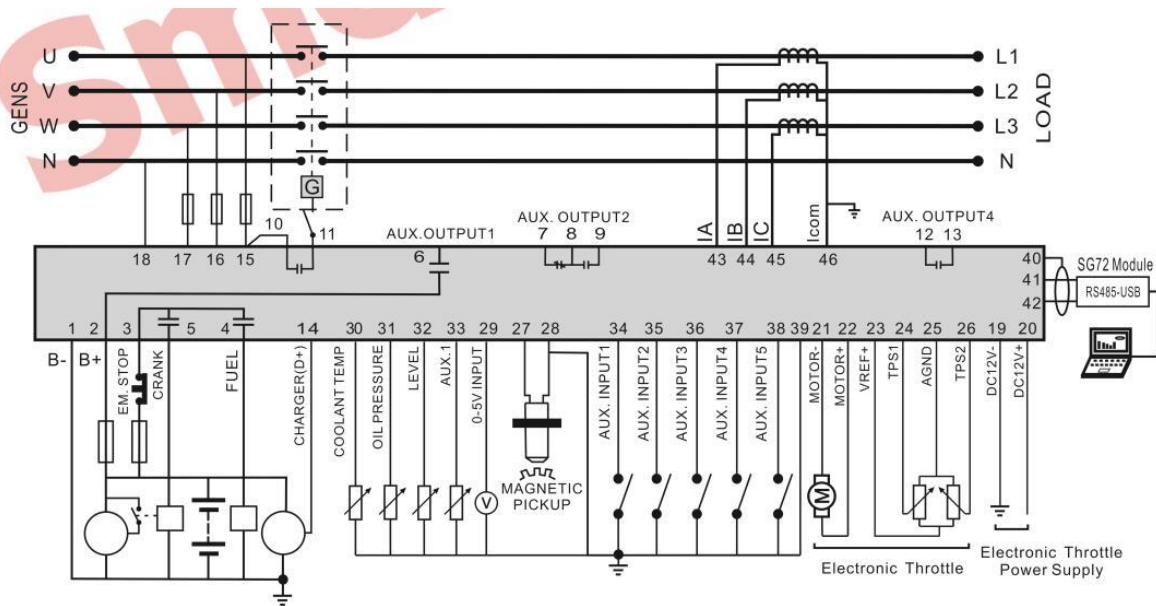 Sma
GENS
U
V
W
N
G
L1
L2
L3
N
LOAD
10
11
AUX.OUTPUT1
6
AUX. OUTPUT2
7 8 9
IA
IB
IC
Icom
AUX. OUTPUT4
12 13
18 17 16 15
43 44 45 46
40
41
42
SG72 Module
RS485-USB
1 2 3 5 4 14 30 31 32 33 29 27 28 34 35 36 37 38 39 21 22 23 24 25 26 19 20
B-
B+
EM. STOP
CRANK
FUEL
CHARGER(D+)
COOLANT TEMP
OIL PRESSURE
LEVEL
AUX.1
0-5V INPUT
V
MAGNETIC
PICKUP
AUX. INPUT1
AUX. INPUT2
AUX. INPUT3
AUX. INPUT4
AUX. INPUT5
MOTOR-
MOTOR+
VREF+
TPS1
AGND
TPS2
DC12V-
DC12V+
M
Electronic Throttle
Electronic Throttle
Power Supply